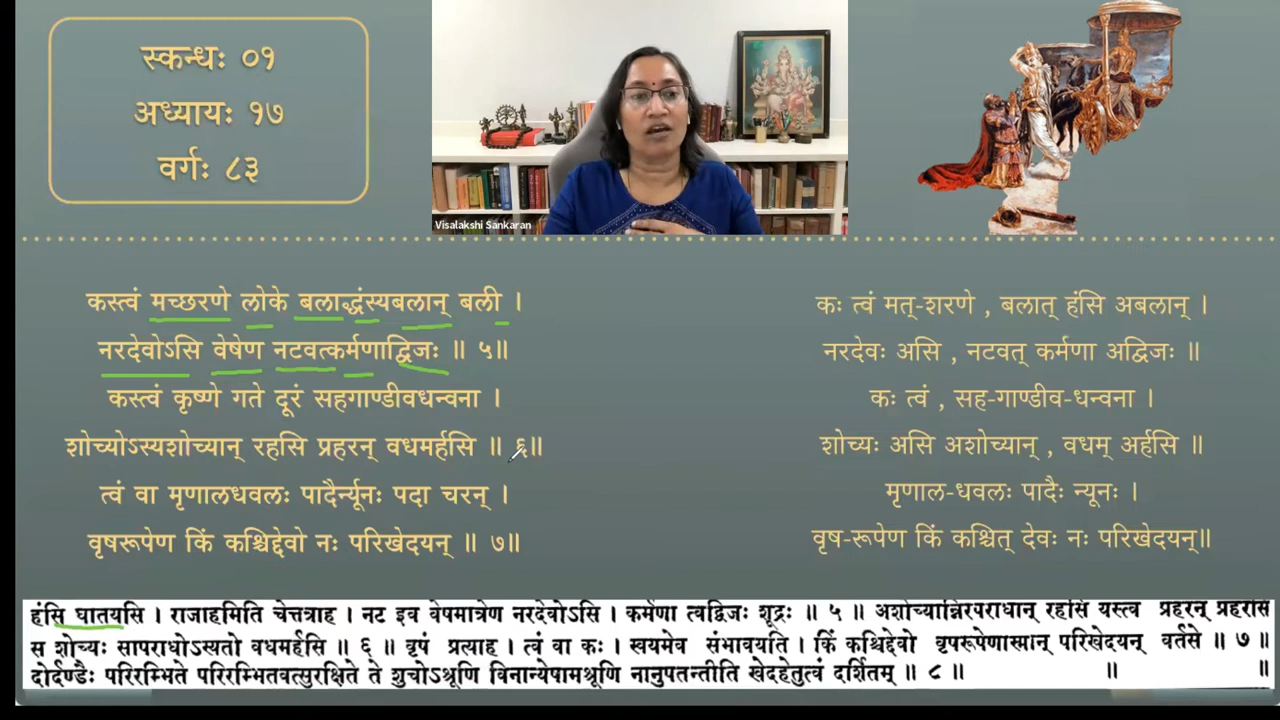 स्कन्धः ०१
अध्यायः १७
वर्गः ८३
Visalakshi Sankaran
कस्त्वं मच्छरणे लोके बलाद्धंस्यबलान् बली ।
नरदेवोऽसि वेषेण नटवत्कर्मणाद्विजः ॥ ५॥
कस्त्वं कृष्णे गते दूरं सहगाण्डीवधन्वना ।
शोच्योऽस्यशोच्यान् रहसि प्रहरन् वधमर्हसि ॥ ६॥
त्वं वा मृणालधवलः पादैर्न्यूनः पदा चरन् ।
वृषरूपेण किं कश्चिद्देवो नः परिखेदयन् ॥ ७॥
कः त्वं मत्-शरणे , बलात् हंसि अबलान् ।
नरदेवः असि , नटवत् कर्मणा अद्विजः ॥
कः त्वं , सह-गाण्डीव-धन्वना ।
शोच्यः असि अशोच्यान् , वधम् अर्हसि ॥
मृणाल-धवलः पादैः न्यूनः ।
वृष-रूपेण किं कश्चित् देवः नः परिखेदयन्॥
हंसि घातयसि । राजाहमिति चेत्तत्राह । नट इव वेषमात्रेण नरदेवोऽसि । कर्मणा त्वद्विजः शूद्रः ॥ ५ ॥ अशोच्यान्निरपराधान् रहसि यस्त्वं प्रहरन् प्रहरसि
स शोच्यः सापराधोऽस्यतो वधमर्हसि ॥ ६ ॥ वृषं प्रत्याह । त्वं वा कः । स्वयमेव संभावयति । किं कश्चिद्देवो वृषरूपेणास्मान् परिखेदयन् वर्तसे ॥ ७ ॥
दोर्दण्डैः परिरम्भिते परिरम्भितवत्सुरक्षिते ते शुचोऽश्रूणि विनान्येषामश्रूणि नानुपतन्तीति खेदहेतुत्वं दर्शितम् ॥ ८ ॥ ॥ ॥